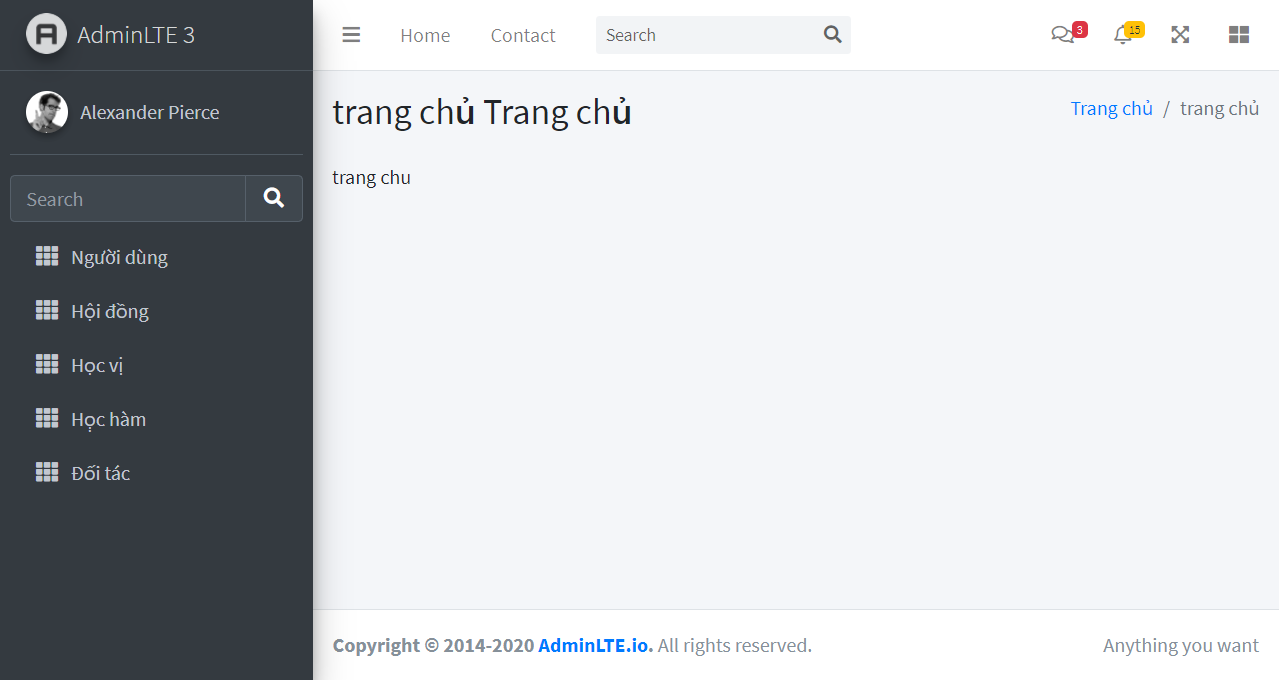 AdminLTE 3
Home Contact Search 3 15
Alexander Pierce
Search
Người dùng
Hội đồng
Học vị
Học hàm
Đối tác
trang chủ Trang chủ
Trang chủ / trang chủ
trang chu
Copyright © 2014-2020 AdminLTE.io. All rights reserved.
Anything you want